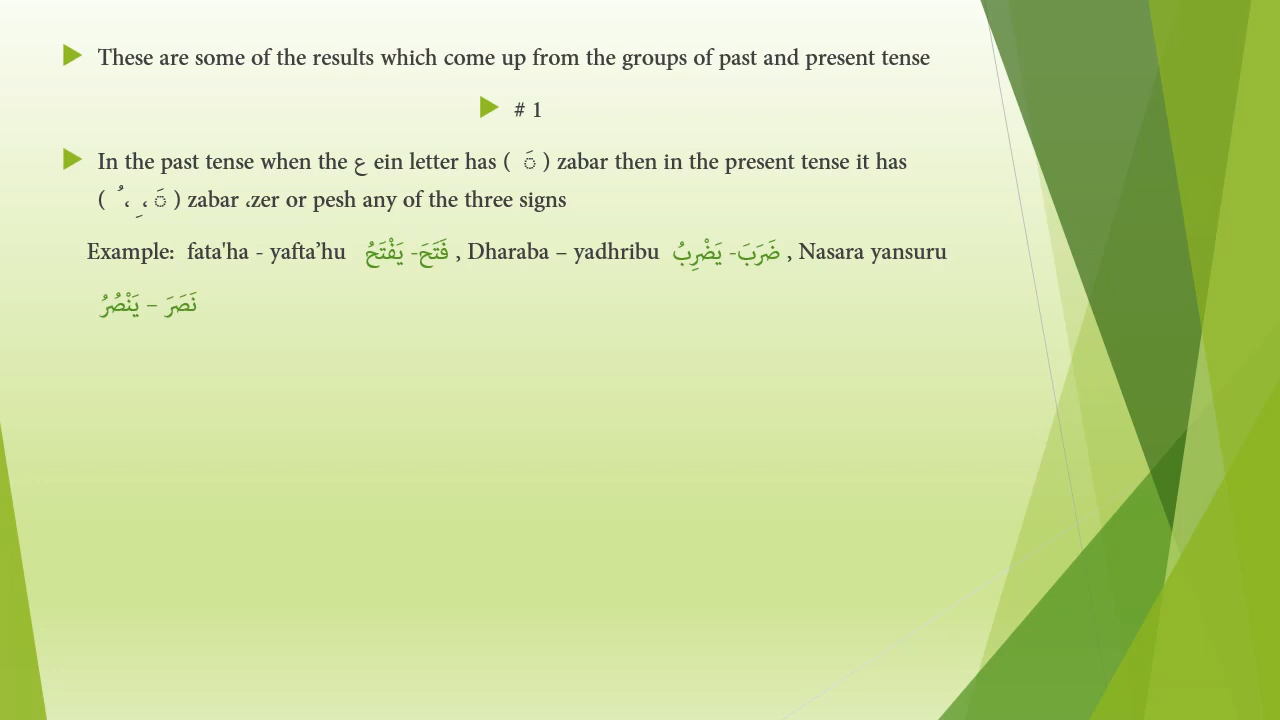 These are some of the results which come up from the groups of past and present tense
# 1
In the past tense when the ع ein letter has ( ◌َ ) zabar then in the present tense it has
( ◌ُ ، ◌ِ ، ◌َ ) zabar ،zer or pesh any of the three signs
Example: fata'ha - yafta’hu فَتَحَ- يَفْتَحُ , Dharaba – yadhribu ضَرَبَ- يَضْرِبُ , Nasara yansuru
نَصَرَ – يَنْصُرُ